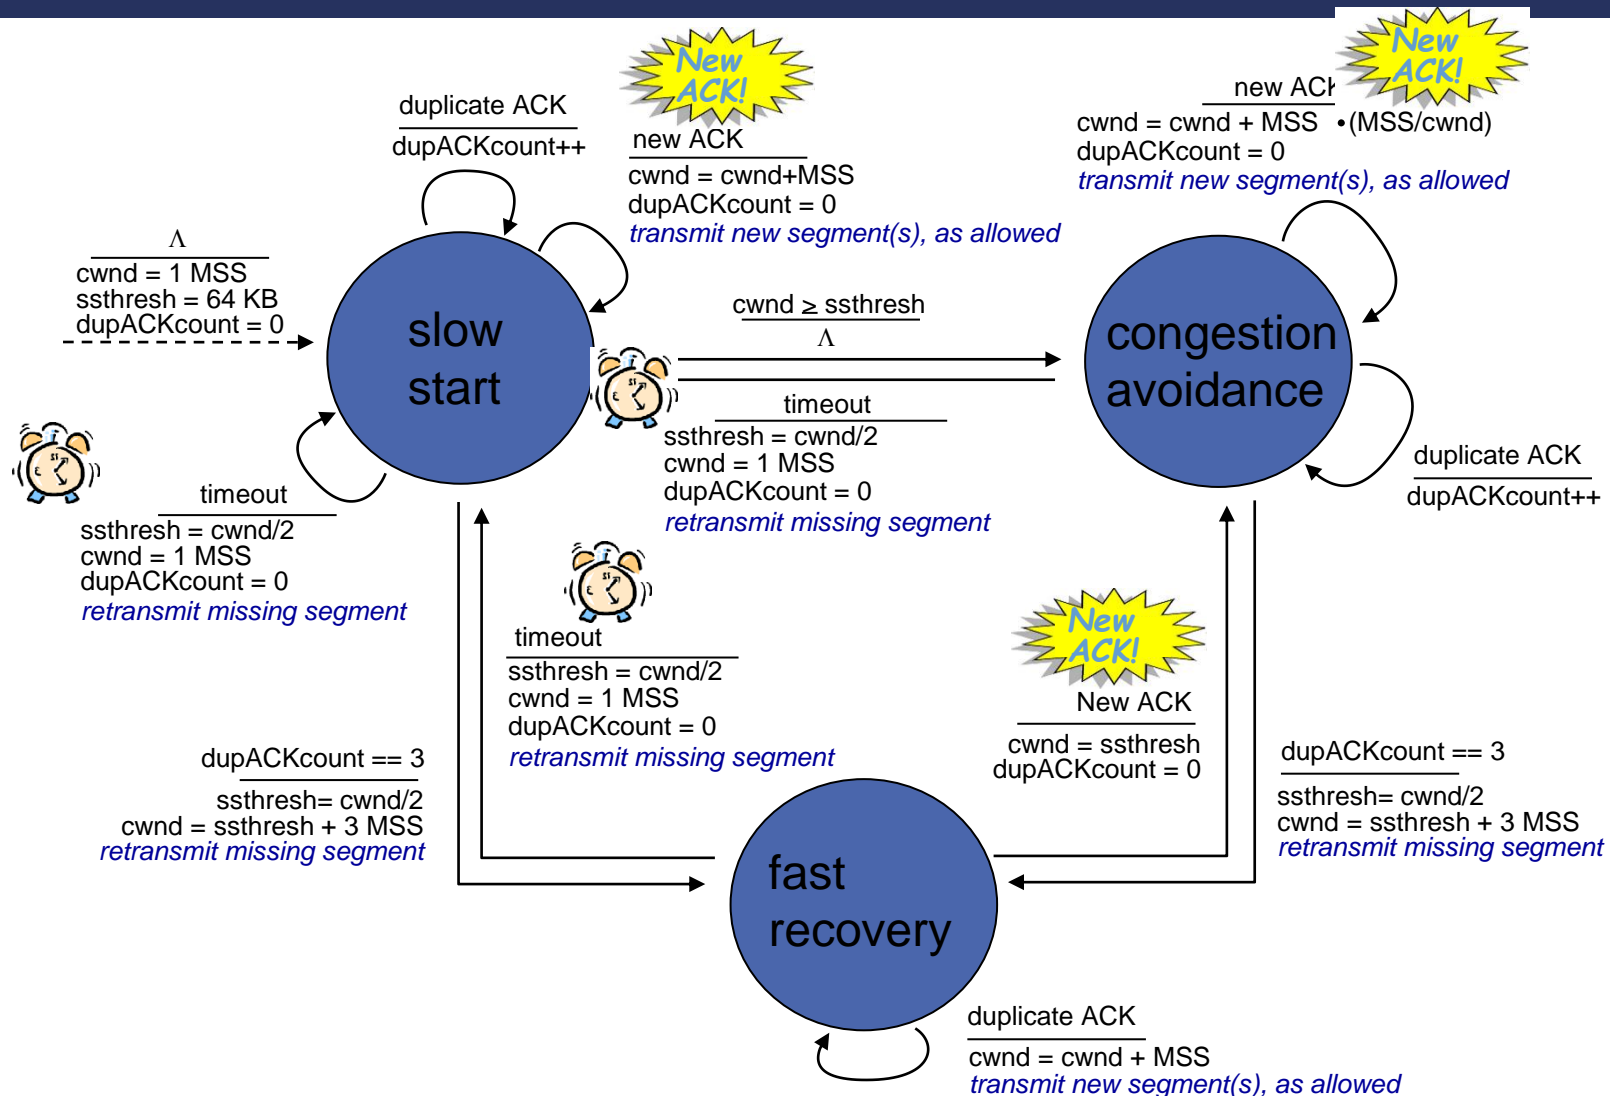 New
ACK!
New
ACK!
duplicate ACK
dupACKcount++
new ACK
cwnd = cwnd+MSS
dupACKcount = 0
transmit new segment(s), as allowed
new ACK
cwnd = cwnd + MSS •(MSS/cwnd)
dupACKcount = 0
transmit new segment(s), as allowed
Λ
cwnd = 1 MSS
ssthresh = 64 KB
dupACKcount = 0
slow
start
cwnd ≥ ssthresh
Λ
congestion
avoidance
timeout
ssthresh = cwnd/2
cwnd = 1 MSS
dupACKcount = 0
retransmit missing segment
duplicate ACK
dupACKcount++
timeout
ssthresh = cwnd/2
cwnd = 1 MSS
dupACKcount = 0
retransmit missing segment
timeout
ssthresh = cwnd/2
cwnd = 1 MSS
dupACKcount = 0
retransmit missing segment
New
ACK!
New ACK
cwnd = ssthresh
dupACKcount = 0
dupACKcount == 3
ssthresh= cwnd/2
cwnd = ssthresh + 3 MSS
retransmit missing segment
dupACKcount == 3
ssthresh= cwnd/2
cwnd = ssthresh + 3 MSS
retransmit missing segment
fast
recovery
duplicate ACK
cwnd = cwnd + MSS
transmit new segment(s), as allowed